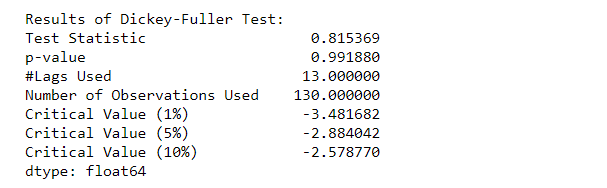 Results of Dickey-Fuller Test:
Test Statistic 0.815369
p-value 0.991880
#Lags Used 13.000000
Number of Observations Used 130.000000
Critical Value (1%) -3.481682
Critical Value (5%) -2.884042
Critical Value (10%) -2.578770
dtype: float64